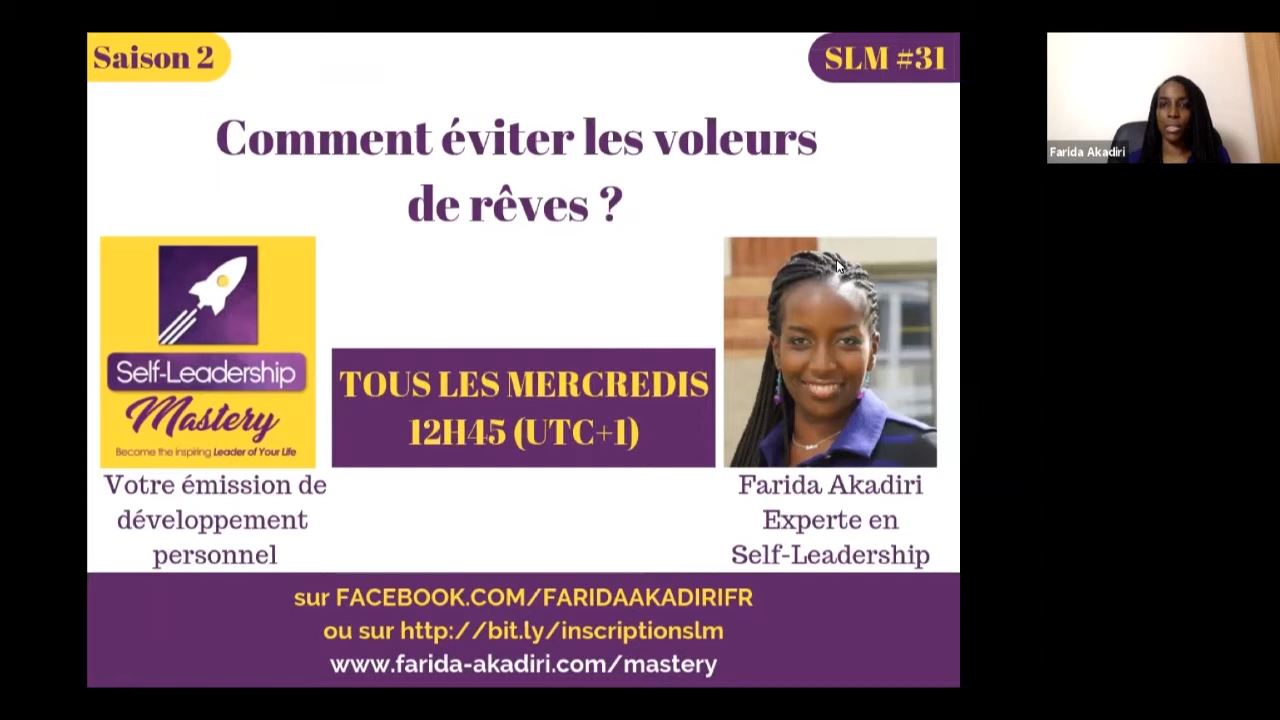 Saison 2
SLM #31
Comment éviter les voleurs
de rêves ?
Self-Leadership
Mastery
Become the inspiring Leader of Your Life
TOUS LES MERCREDIS
12H45 (UTC+1)
Votre émission de
développement
personnel
Farida Akadiri
Experte en
Self-Leadership
sur FACEBOOK.COM/FARIDAAKADIRIFR
ou sur http://bit.ly/inscriptionslm
www.farida-akadiri.com/mastery
Farida Akadiri